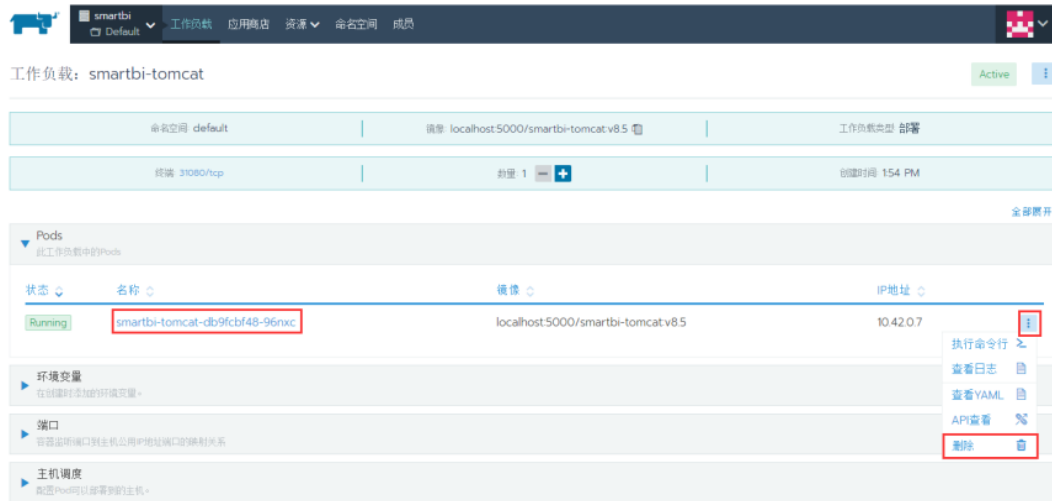 smartbi
Default
工作负载 应用商店 资源 命名空间 成员
工作负载：smartbi-tomcat
Active
命名空间: default
镜像: localhost:5000/smartbi-tomcat:v8.5
工作负载类型: 部署
终端: 31080/tcp
数量: 1
创建时间: 1:54 PM
全部展开
Pods
此工作负载中的Pods
状态 名称 镜像 IP地址
Running smartbi-tomcat-db9fcbf48-96nxc localhost:5000/smartbi-tomcat:v8.5 10.42.0.7
执行命令行
查看日志
查看YAML
API查看
删除
环境变量
在创建时添加的环境变量。
端口
容器监听端口到主机公用IP地址端口的映射关系
主机调度
配置Pod可以部署到的主机。